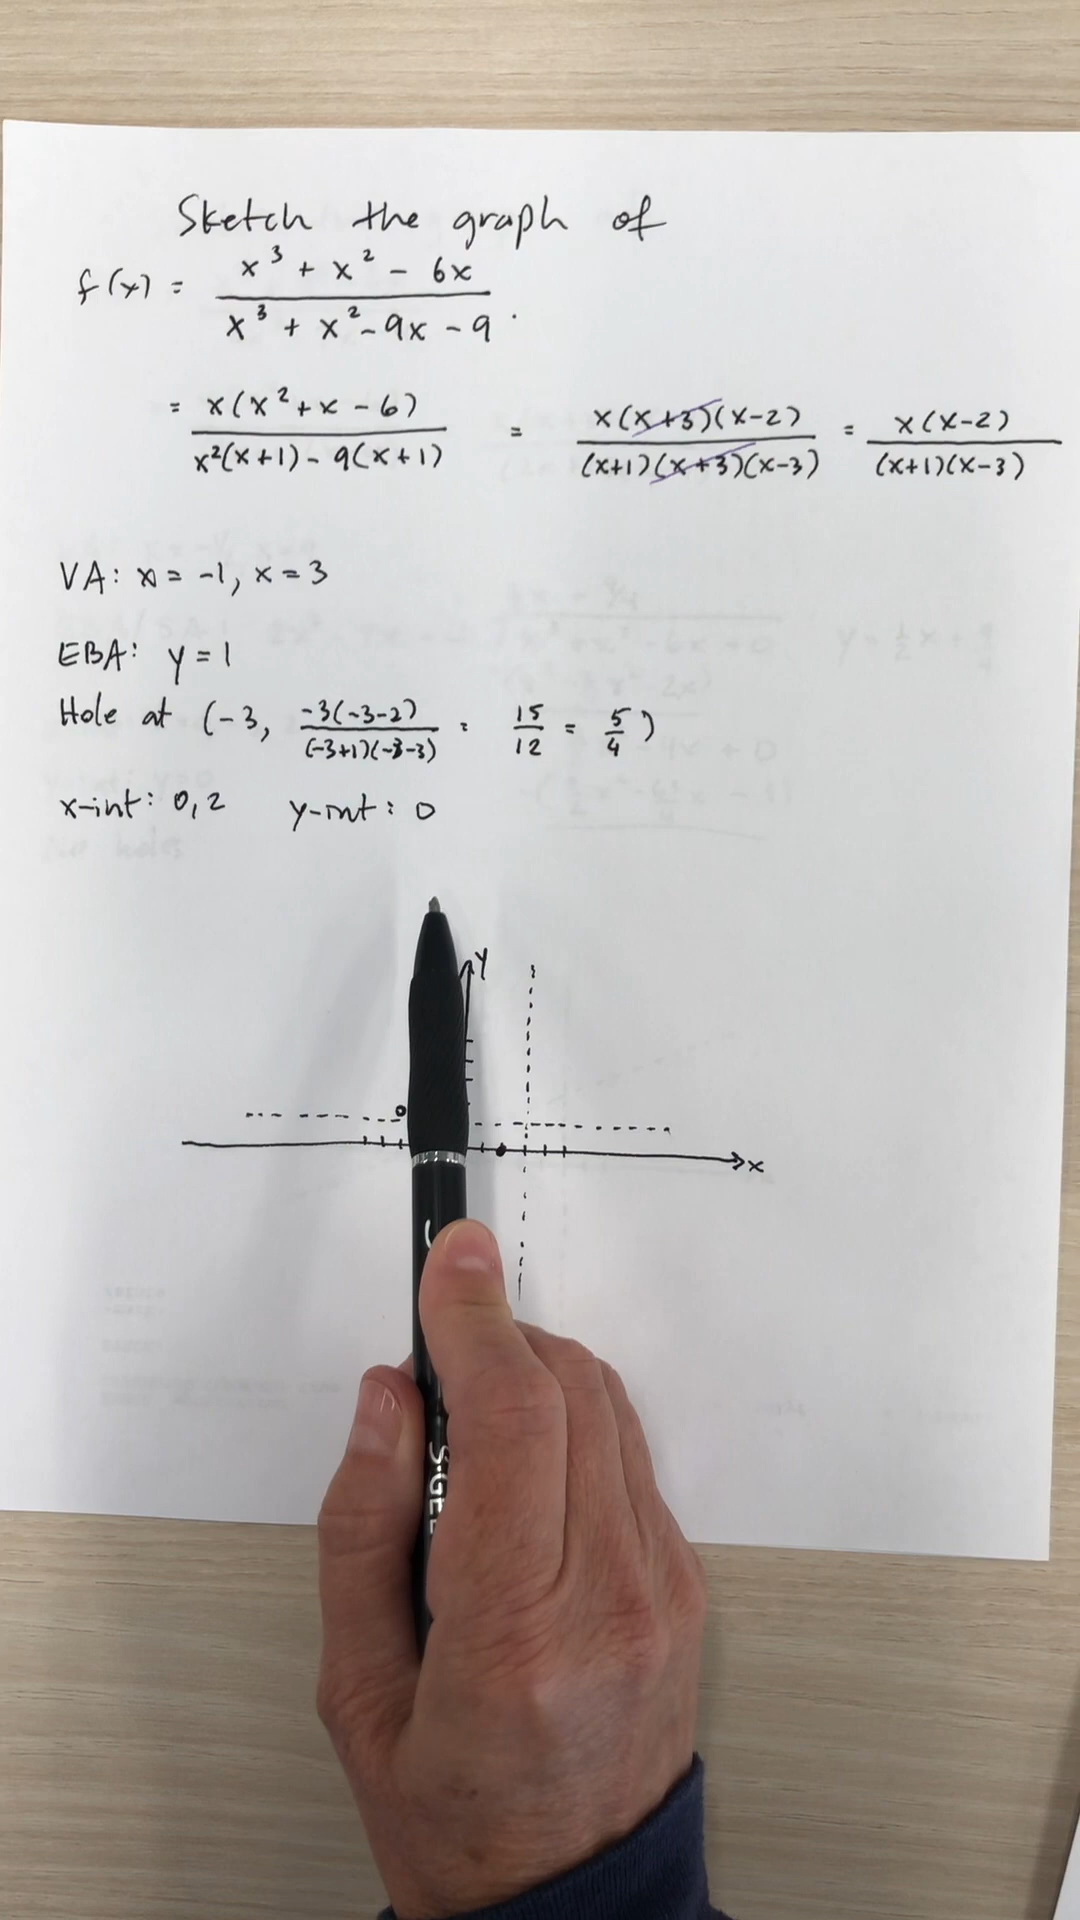 Sketch the graph of
f(x) = (x³ + x² - 6x)/(x³ + x² - 9x - 9).
= x(x² + x - 6)/(x²(x+1) - 9(x+1)) = x(x+3)(x-2)/((x+1)(x+3)(x-3)) = x(x-2)/((x+1)(x-3))
VA: x = -1, x = 3
EBA: y = 1
Hole at (-3, -3(-3-2)/((-3+1)(-3-3)) = 15/12 = 5/4)
x-int: 0, 2 y-int: 0
y
x
S·GEL